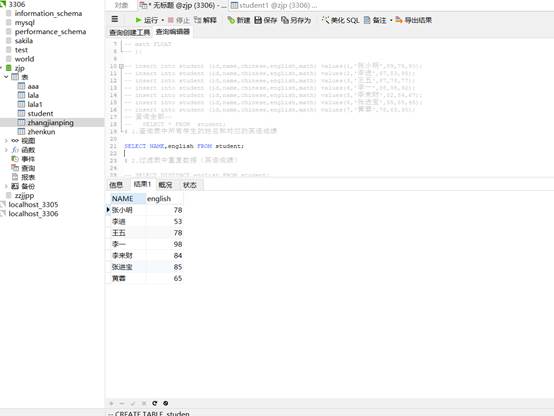 对象
* 无标题 @zjp (3306) - ...
student1 @zjp (3306) - ...
3306
information_schema
mysql
performance_schema
sakila
test
world
zjp
表
aaa
lala
lala1
student
zhangjianping
zhenkun
视图
函数
事件
查询
报表
备份
zzjjpp
localhost_3305
localhost_3306
运行
停止
解释
新建
保存
另存为
美化 SQL
备注
导出结果
查询创建工具
查询编辑器
7 -- math FLOAT
8 -- );
9
10 -- insert into student (id,name,chinese,english,math) values(1,'张小明',89,78,90);
11 -- insert into student (id,name,chinese,english,math) values(2,'李进',67,53,95);
12 -- insert into student (id,name,chinese,english,math) values(3,'王五',87,78,77);
13 -- insert into student (id,name,chinese,english,math) values(4,'李一',88,98,92);
14 -- insert into student (id,name,chinese,english,math) values(5,'李来财',82,84,67);
15 -- insert into student (id,name,chinese,english,math) values(6,'张进宝',55,85,45);
16 -- insert into student (id,name,chinese,english,math) values(7,'黄蓉',75,65,30);
17 -- 查询全部--
18 -- SELECT * FROM student;
19 # 1.查询表中所有学生的姓名和对应的英语成绩
20
21 SELECT NAME,english FROM student;
22
23 # 2.过滤表中重复数据（英语成绩）
24
SELECT DISTINCT english FROM student;
信息
结果1
概况
状态
NAME english
张小明 78
李进 53
王五 78
李一 98
李来财 84
张进宝 85
黄蓉 65
-- CREATE TABLE studen